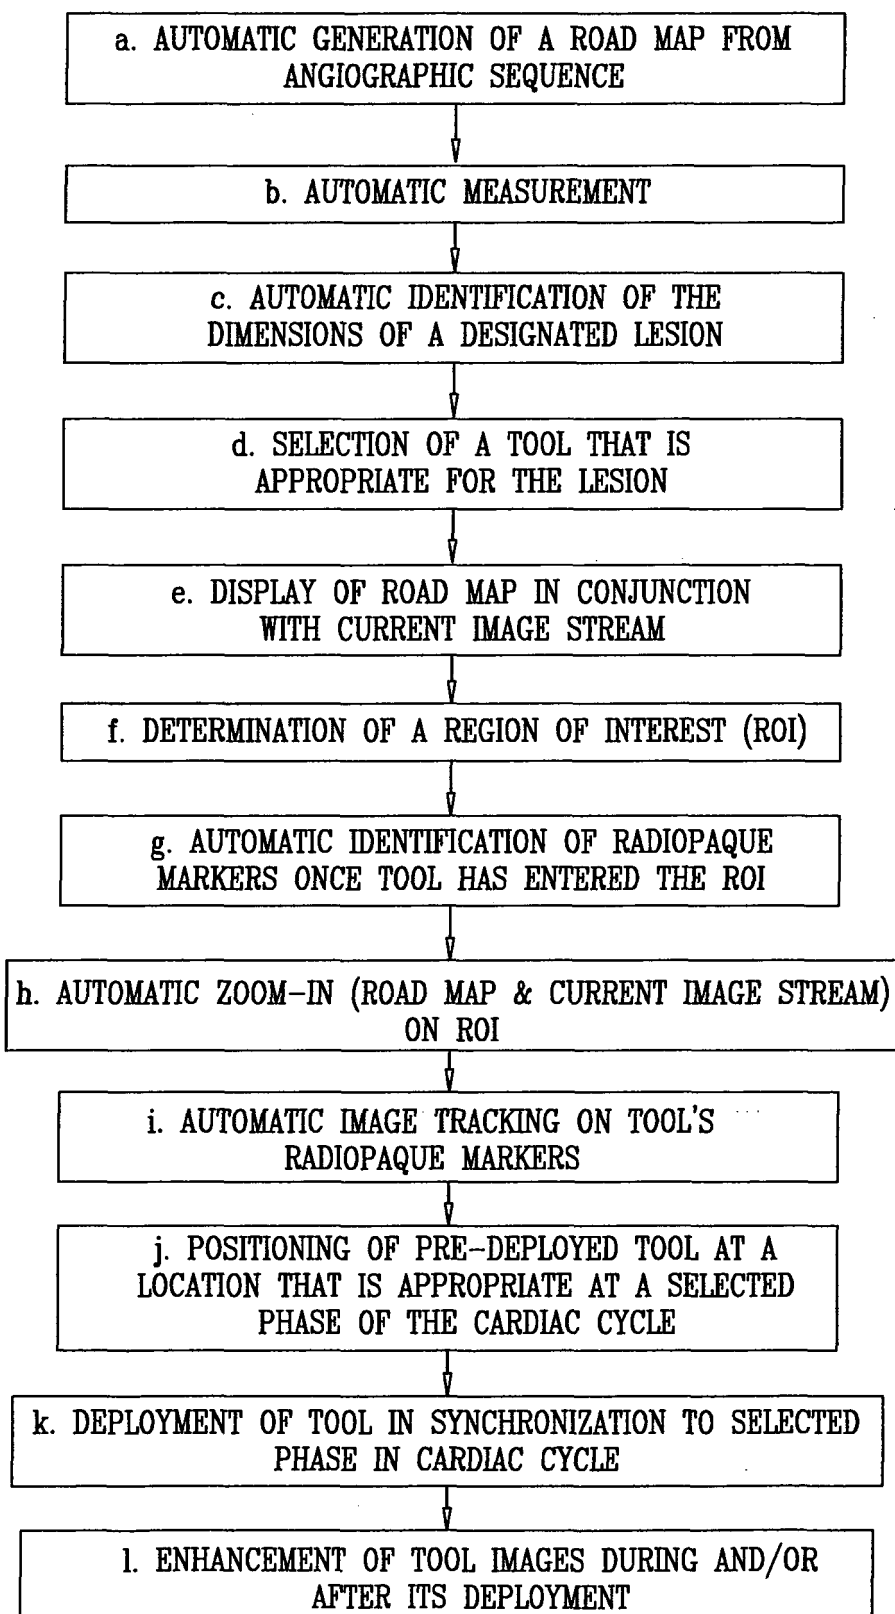 a. AUTOMATIC GENERATION OF A ROAD MAP FROM
ANGIOGRAPHIC SEQUENCE
b. AUTOMATIC MEASUREMENT
c. AUTOMATIC IDENTIFICATION OF THE
DIMENSIONS OF A DESIGNATED LESION
d. SELECTION OF A TOOL THAT IS
APPROPRIATE FOR THE LESION
e. DISPLAY OF ROAD MAP IN CONJUNCTION
WITH CURRENT IMAGE STREAM
f. DETERMINATION OF A REGION OF INTEREST (ROI)
g. AUTOMATIC IDENTIFICATION OF RADIOPAQUE
MARKERS ONCE TOOL HAS ENTERED THE ROI
h. AUTOMATIC ZOOM-IN (ROAD MAP & CURRENT IMAGE STREAM)
ON ROI
i. AUTOMATIC IMAGE TRACKING ON TOOL'S
RADIOPAQUE MARKERS
j. POSITIONING OF PRE-DEPLOYED TOOL AT A
LOCATION THAT IS APPROPRIATE AT A SELECTED
PHASE OF THE CARDIAC CYCLE
k. DEPLOYMENT OF TOOL IN SYNCHRONIZATION TO SELECTED
PHASE IN CARDIAC CYCLE
l. ENHANCEMENT OF TOOL IMAGES DURING AND/OR
AFTER ITS DEPLOYMENT